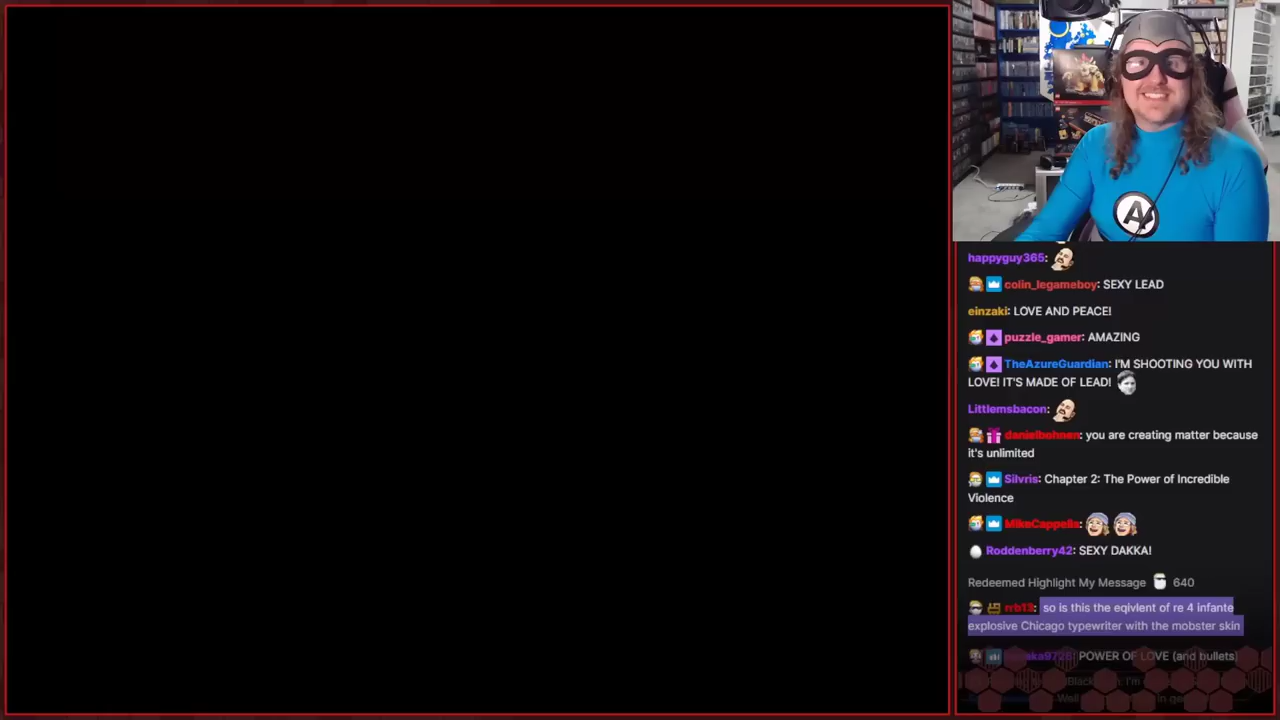 happyguy365:
colin_legameboy: SEXY LEAD
einzaki: LOVE AND PEACE!
puzzle_gamer: AMAZING
TheAzureGuardian: I'M SHOOTING YOU WITH
LOVE! IT'S MADE OF LEAD!
Littlemsbacon:
danielbohnen: you are creating matter because
it's unlimited
Silvris: Chapter 2: The Power of Incredible
Violence
MikeCappe8s:
Roddenberry42: SEXY DAKKA!
Redeemed Highlight My Message 640
rrb13: so is this the eqivlent of re 4 infante
explosive Chicago typewriter with the mobster skin
POWER OF LOVE (and bullets)